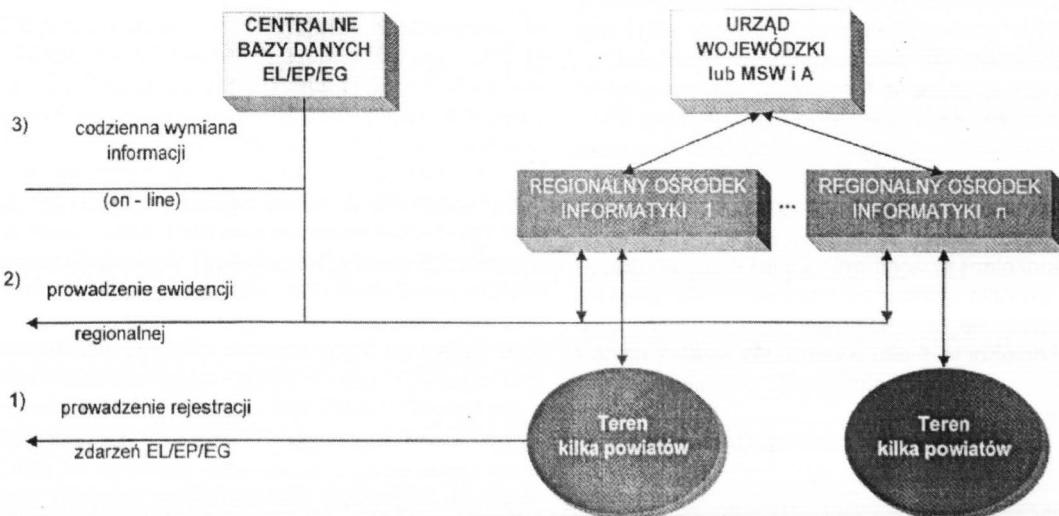 CENTRALNE
BAZY DANYCH
EL/EP/EG
URZĄD
WOJEWÓDZKI
lub MSW i A
3) codzienna wymiana
informacji
(on - line)
REGIONALNY OŚRODEK
INFORMATYKI 1
...
REGIONALNY OŚRODEK
INFORMATYKI n
2) prowadzenie ewidencji
regionalnej
1) prowadzenie rejestracji
zdarzeń EL/EP/EG
Teren
kilka powiatów
Teren
kilka powiatów